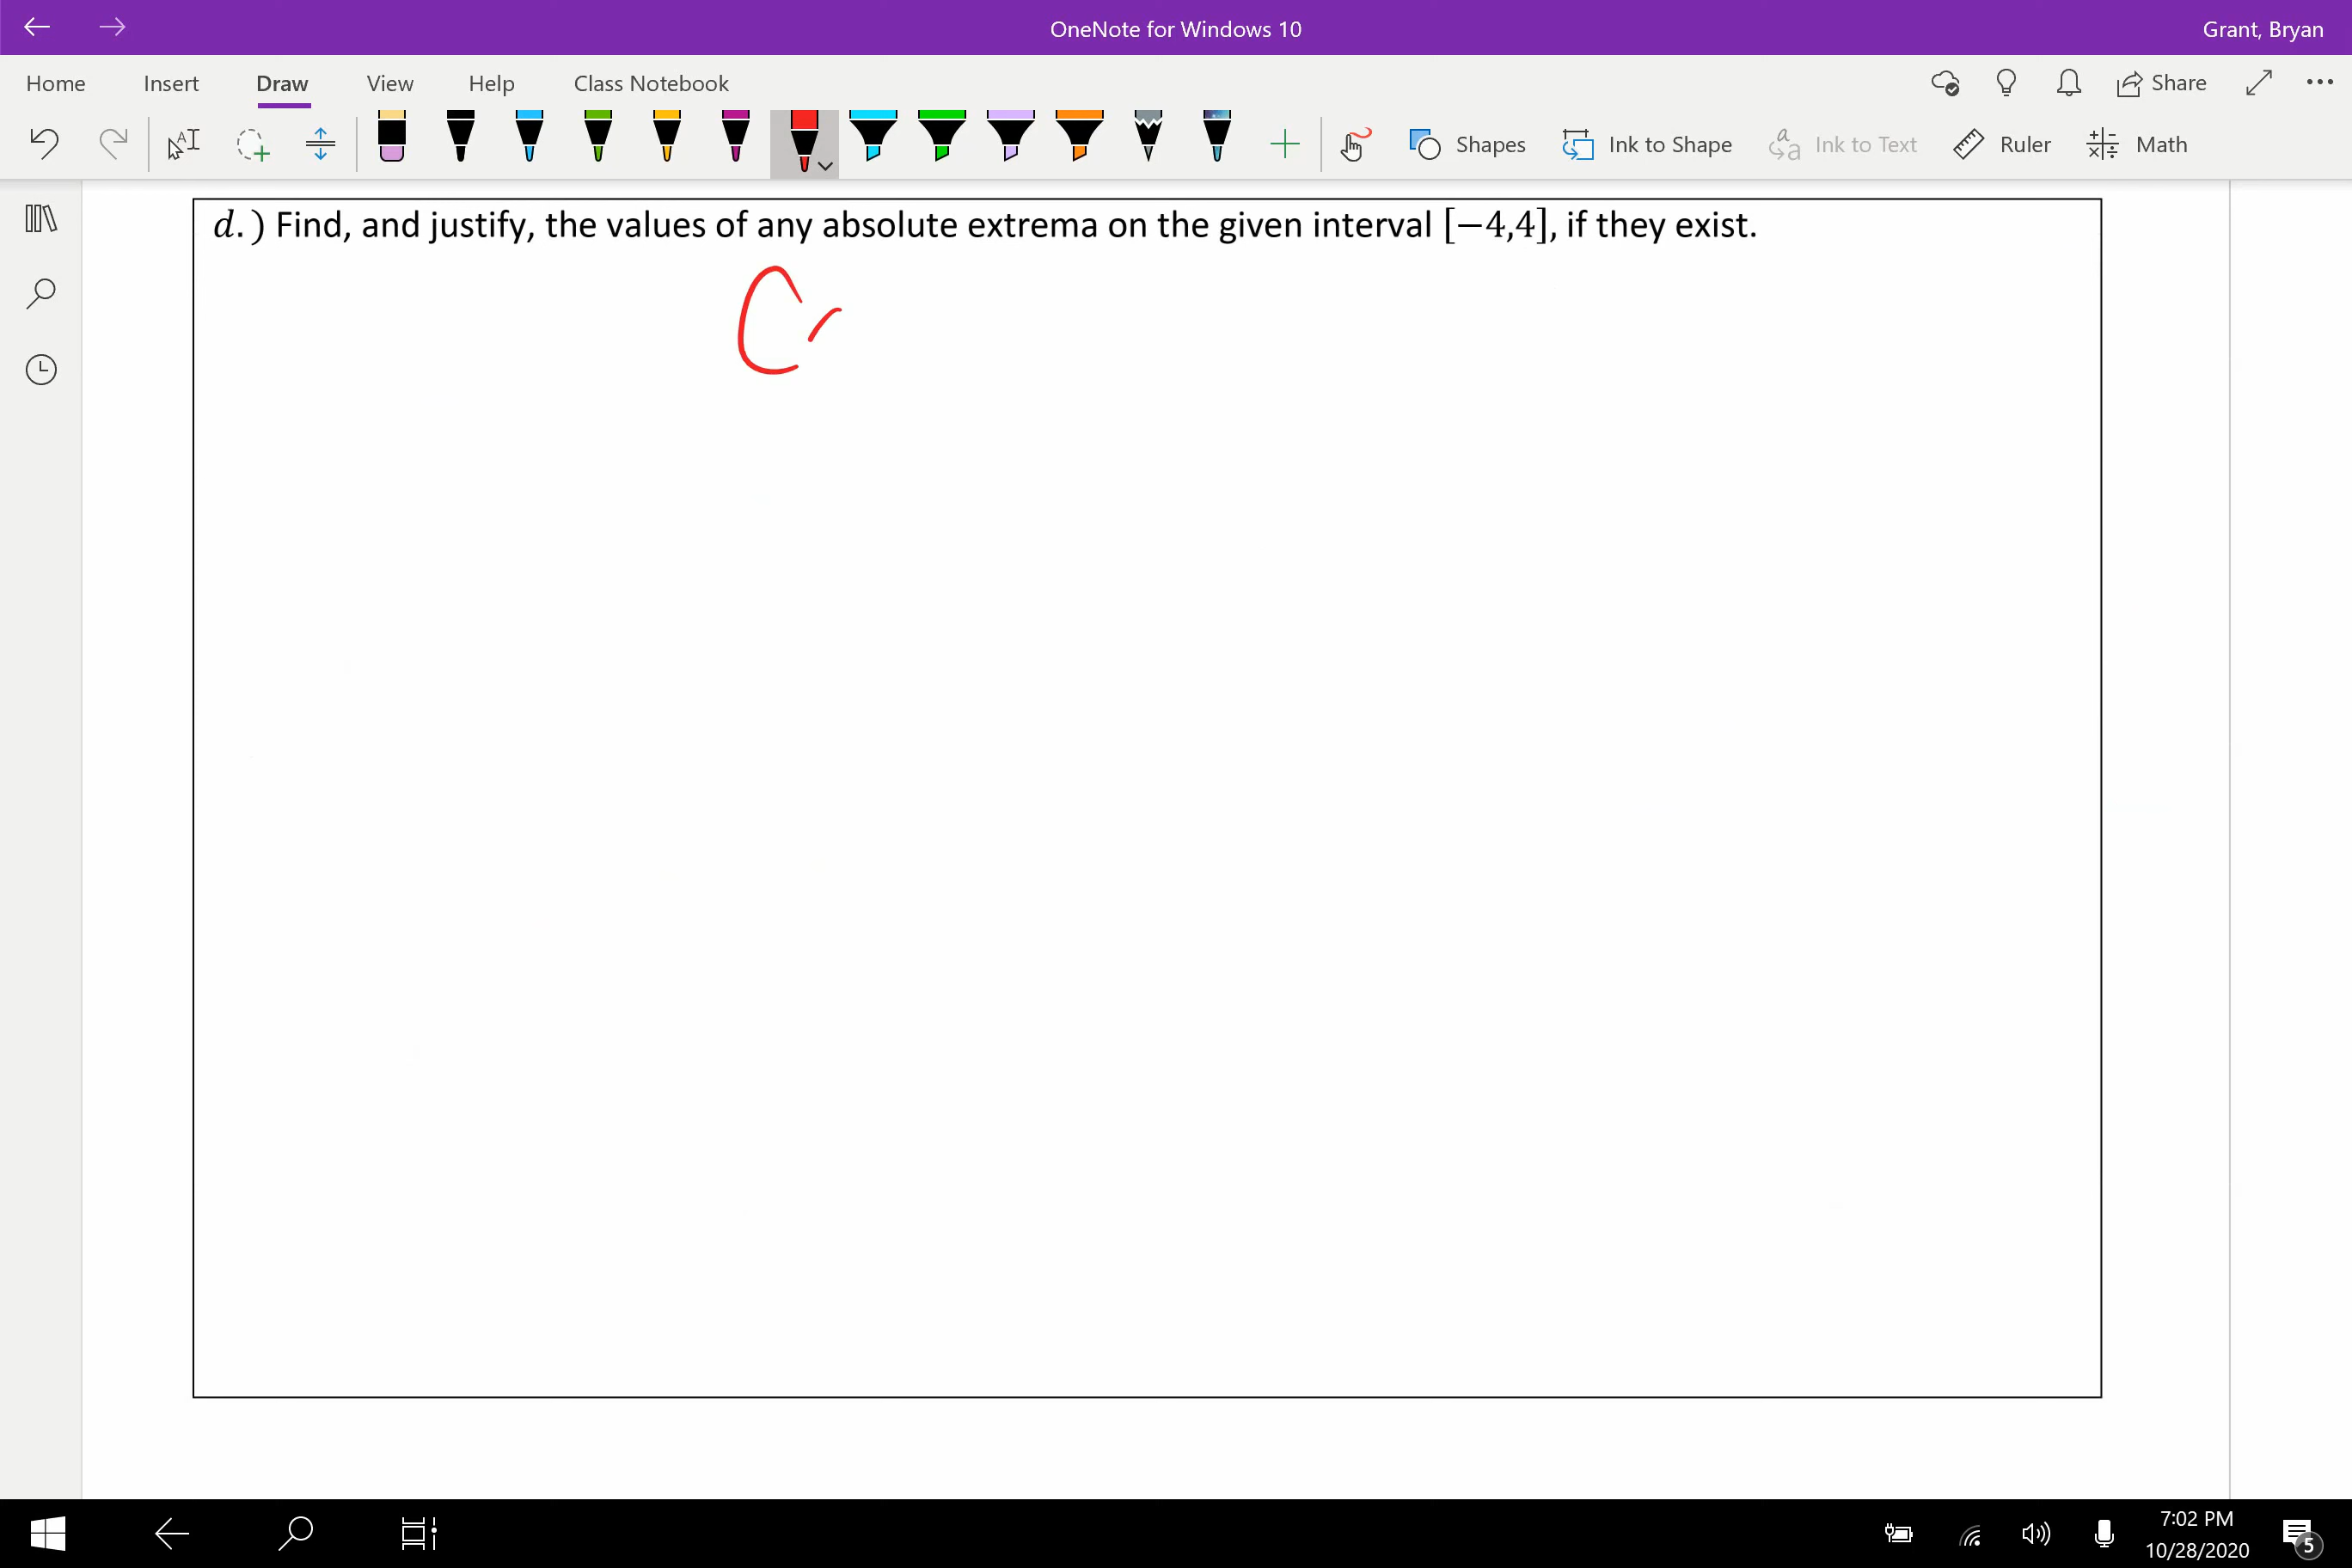 OneNote for Windows 10
Grant, Bryan
Home Insert Draw View Help Class Notebook
Share
Shapes Ink to Shape Ink to Text Ruler Math
d.) Find, and justify, the values of any absolute extrema on the given interval [−4,4], if they exist.
Cr
7:02 PM
10/28/2020
5